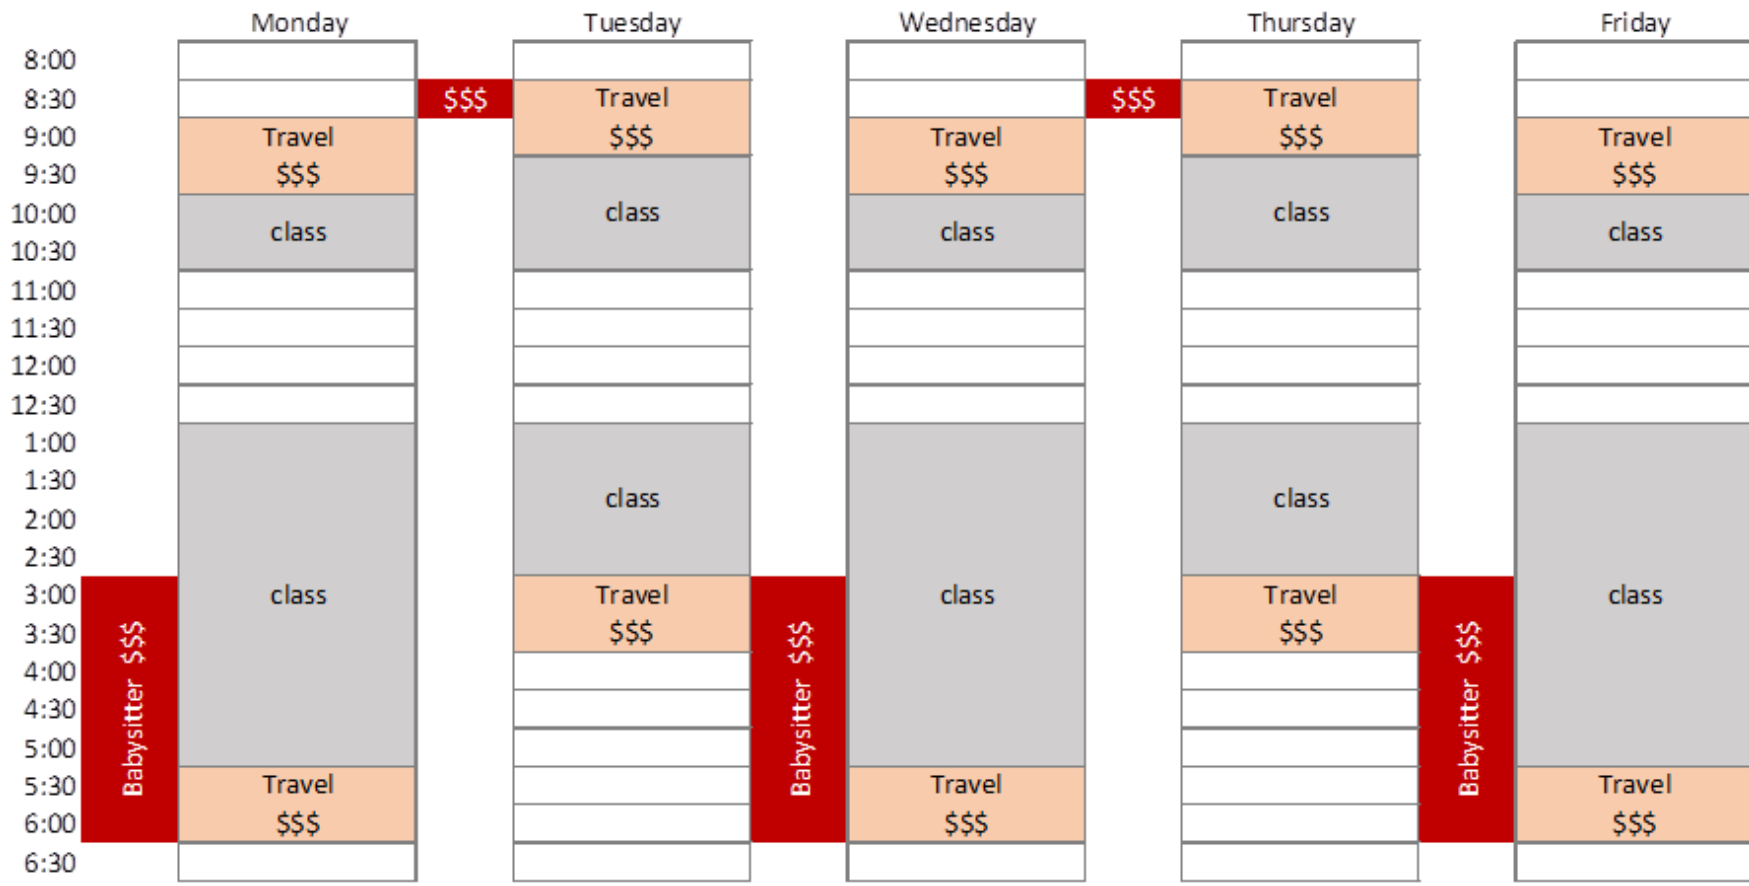 Monday Tuesday Wednesday Thursday Friday
8:00
8:30 $$$ Travel $$$ Travel
9:00 Travel $$$ Travel $$$ Travel
9:30 $$$ $$$ $$$
10:00 class class
10:30 class class class
11:00
11:30
12:00
12:30
1:00
1:30
2:00 class class
2:30
3:00 class Travel class Travel class
3:30 $$$ $$$
4:00
4:30
5:00
5:30 Travel Travel Travel
6:00 $$$ $$$ $$$
6:30
Babysitter $$$
Babysitter $$$
Babysitter $$$